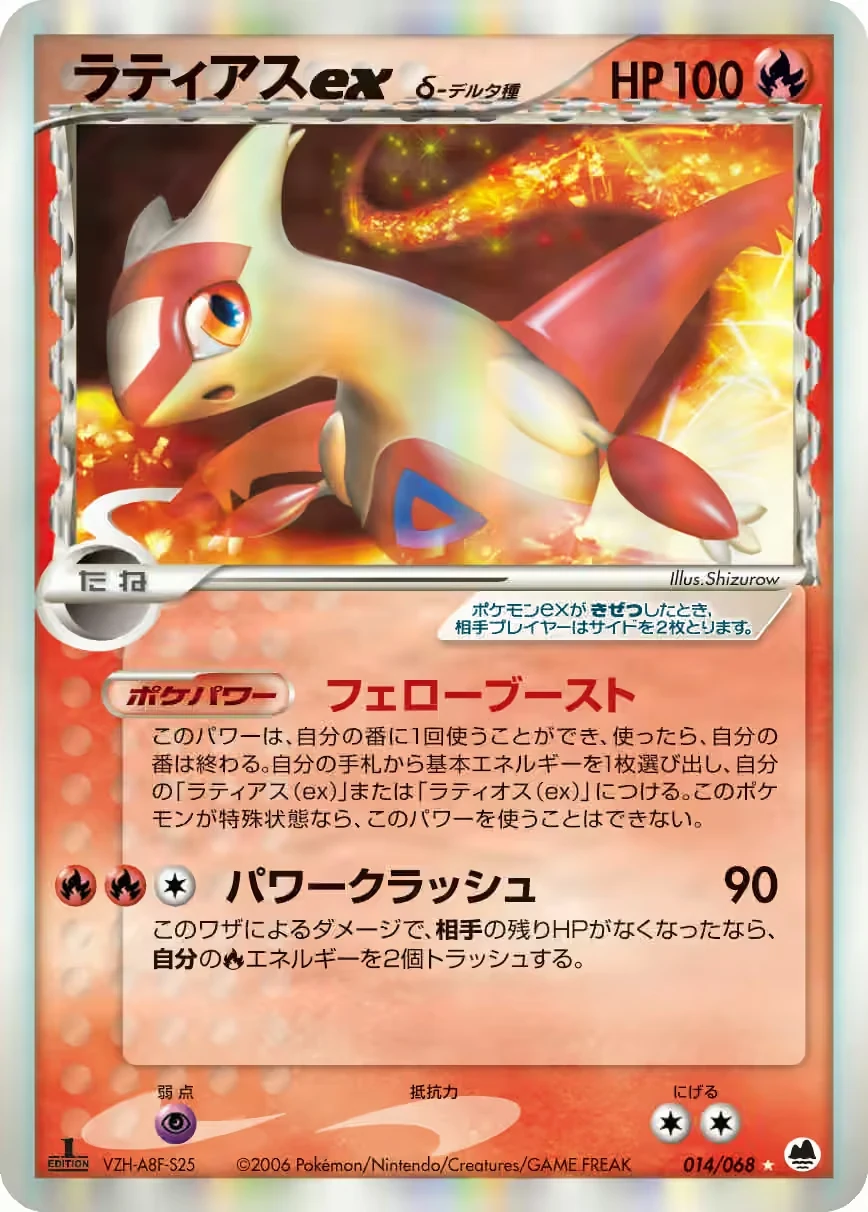 ラティアスex δ-デルタ種 HP100
たね
Illus.Shizurow
ポケモンexがきぜつしたとき、
相手プレイヤーはサイドを2枚とります。
ポケパワー フェローブースト
このパワーは、自分の番に1回使うことができ、使ったら、自分の
番は終わる。自分の手札から基本エネルギーを1枚選び出し、自分
の「ラティアス(ex)」または「ラティオス(ex)」につける。このポケ
モンが特殊状態なら、このパワーを使うことはできない。
パワークラッシュ 90
このワザによるダメージで、相手の残りHPがなくなったなら、
自分のエネルギーを2個トラッシュする。
弱点 抵抗力 にげる
1 EDITION VZH-A8F-S25 ©2006 Pokémon/Nintendo/Creatures/GAME FREAK 014/068 ★